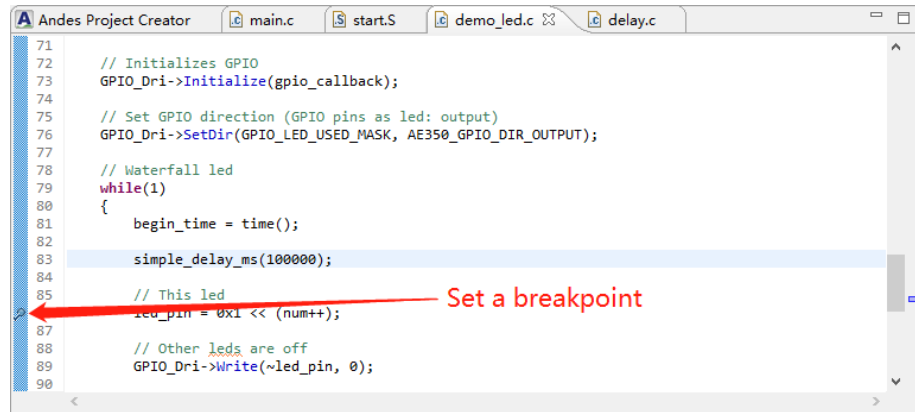 Andes Project Creator main.c start.S demo_led.c delay.c
71
72 // Initializes GPIO
73 GPIO_Dri->Initialize(gpio_callback);
74
75 // Set GPIO direction (GPIO pins as led: output)
76 GPIO_Dri->SetDir(GPIO_LED_USED_MASK, AE350_GPIO_DIR_OUTPUT);
77
78 // Waterfall led
79 while(1)
80 {
81 begin_time = time();
82
83 simple_delay_ms(100000);
84
85 // This led
Set a breakpoint
led_pin = 0x1 << (num++);
87
88 // Other leds are off
89 GPIO_Dri->Write(~led_pin, 0);
90